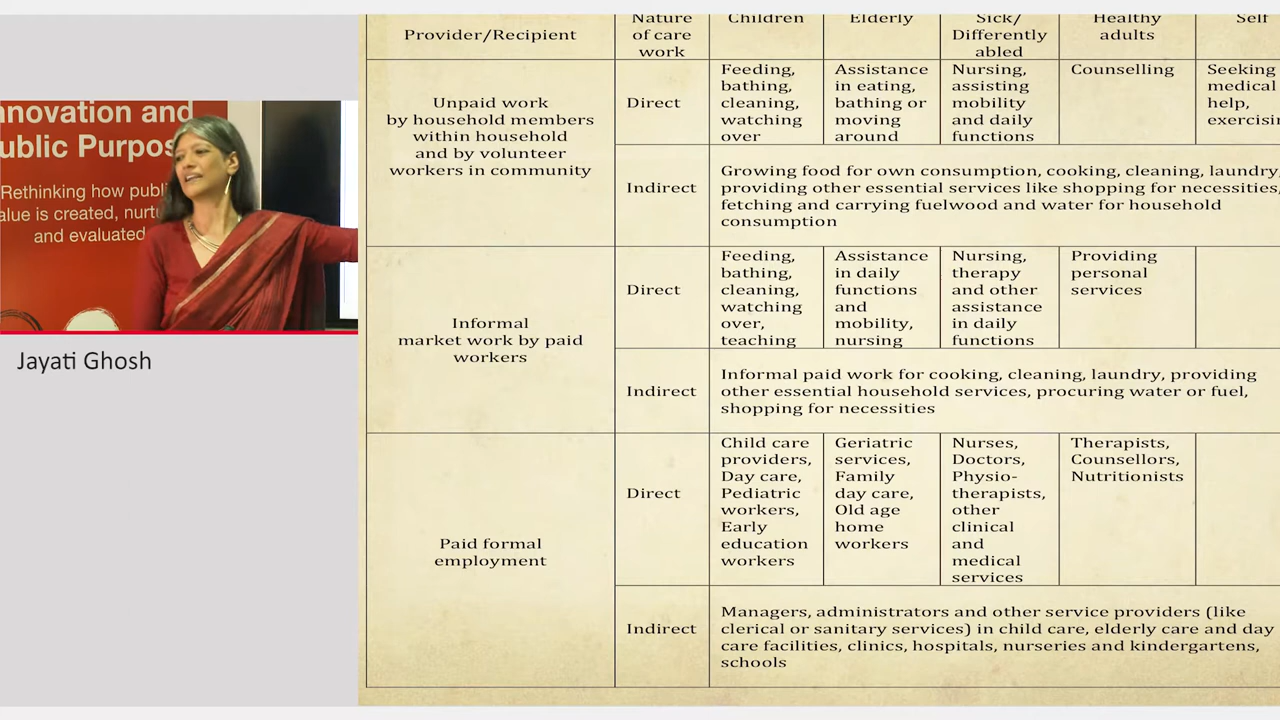 nnovation and
ublic Purpos
Rethinking how publi
alue is created, nurtu
and evaluated
Jayati Ghosh
Provider/Recipient
Nature
of care
work
Children
Elderly
Sick/
Differently
abled
Healthy
adults
Self
Unpaid work
by household members
within household
and by volunteer
workers in community
Direct
Feeding,
bathing,
cleaning,
watching
over
Assistance
in eating,
bathing or
moving
around
Nursing,
assisting
mobility
and daily
functions
Counselling
Seeking
medical
help,
exercisin
Indirect
Growing food for own consumption, cooking, cleaning, laundry,
providing other essential services like shopping for necessities,
fetching and carrying fuelwood and water for household
consumption
Informal
market work by paid
workers
Direct
Feeding,
bathing,
cleaning,
watching
over,
teaching
Assistance
in daily
functions
and
mobility,
nursing
Nursing,
therapy
and other
assistance
in daily
functions
Providing
personal
services
Indirect
Informal paid work for cooking, cleaning, laundry, providing
other essential household services, procuring water or fuel,
shopping for necessities
Paid formal
employment
Direct
Child care
providers,
Day care,
Pediatric
workers,
Early
education
workers
Geriatric
services,
Family
day care,
Old age
home
workers
Nurses,
Doctors,
Physio-
therapists,
other
clinical
and
medical
services
Therapists,
Counsellors,
Nutritionists
Indirect
Managers, administrators and other service providers (like
clerical or sanitary services) in child care, elderly care and day
care facilities, clinics, hospitals, nurseries and kindergartens,
schools